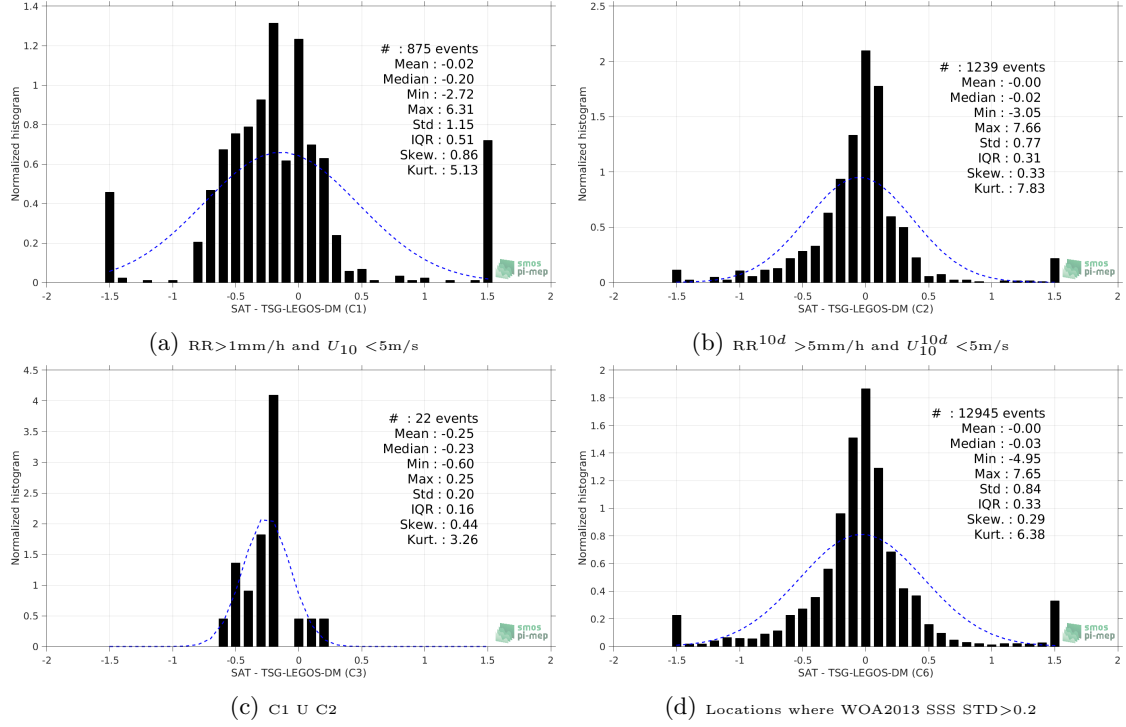 1.4
1.2
1
0.8
0.6
0.4
0.2
0
Normalized histogram
# : 875 events
Mean : -0.02
Median : -0.20
Min : -2.72
Max : 6.31
Std : 1.15
IQR : 0.51
Skew. : 0.86
Kurt. : 5.13
smos
pi-mep
-2 -1.5 -1 -0.5 0 0.5 1 1.5 2
SAT - TSG-LEGOS-DM (C1)
(a) RR>1mm/h and U10 <5m/s
2.5
2
1.5
1
0.5
0
Normalized histogram
# : 1239 events
Mean : -0.00
Median : -0.02
Min : -3.05
Max : 7.66
Std : 0.77
IQR : 0.31
Skew. : 0.33
Kurt. : 7.83
smos
pi-mep
-2 -1.5 -1 -0.5 0 0.5 1 1.5 2
SAT - TSG-LEGOS-DM (C2)
(b) RR^10d >5mm/h and U_10^10d <5m/s
4.5
4
3.5
3
2.5
2
1.5
1
0.5
0
Normalized histogram
# : 22 events
Mean : -0.25
Median : -0.23
Min : -0.60
Max : 0.25
Std : 0.20
IQR : 0.16
Skew. : 0.44
Kurt. : 3.26
smos
pi-mep
-2 -1.5 -1 -0.5 0 0.5 1 1.5 2
SAT - TSG-LEGOS-DM (C3)
(c) C1 U C2
2
1.8
1.6
1.4
1.2
1
0.8
0.6
0.4
0.2
0
Normalized histogram
# : 12945 events
Mean : -0.00
Median : -0.03
Min : -4.95
Max : 7.65
Std : 0.84
IQR : 0.33
Skew. : 0.29
Kurt. : 6.38
smos
pi-mep
-2 -1.5 -1 -0.5 0 0.5 1 1.5 2
SAT - TSG-LEGOS-DM (C6)
(d) Locations where WOA2013 SSS STD>0.2